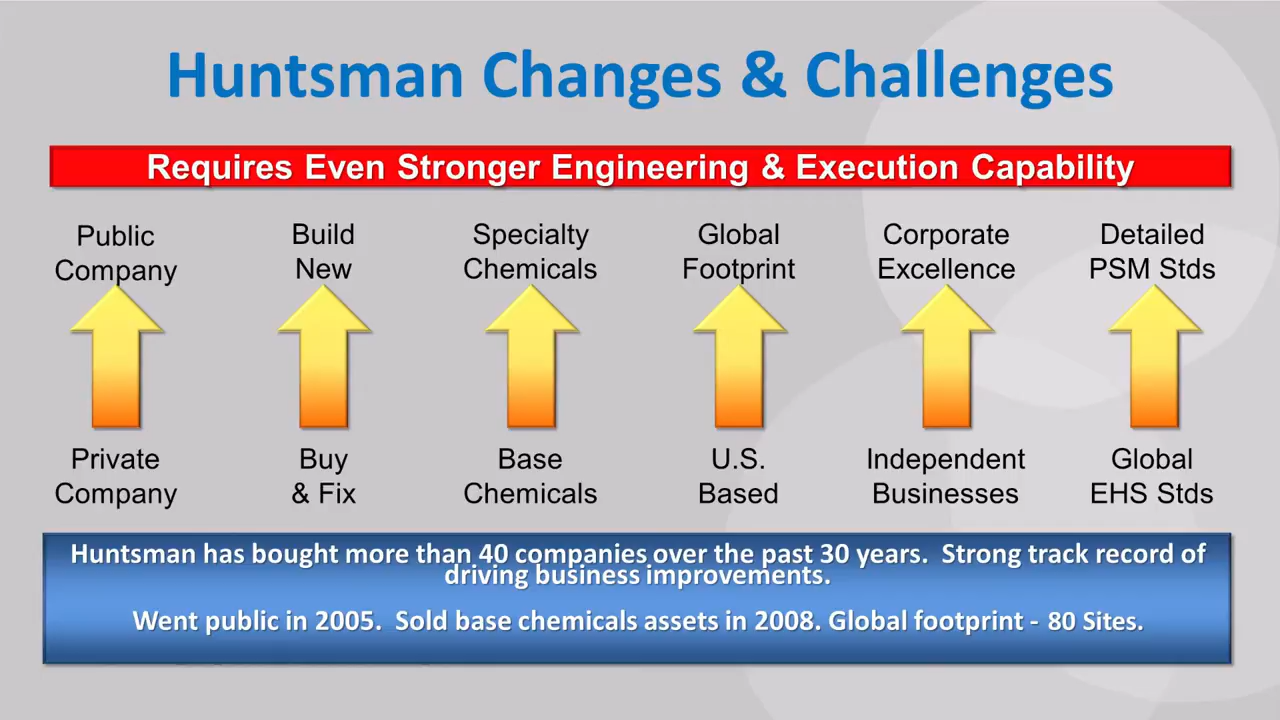 Huntsman Changes & Challenges
Requires Even Stronger Engineering & Execution Capability
Public
Company
Build
New
Specialty
Chemicals
Global
Footprint
Corporate
Excellence
Detailed
PSM Stds
Private
Company
Buy
& Fix
Base
Chemicals
U.S.
Based
Independent
Businesses
Global
EHS Stds
Huntsman has bought more than 40 companies over the past 30 years.  Strong track record of
driving business improvements.
Went public in 2005.  Sold base chemicals assets in 2008. Global footprint - 80 Sites.